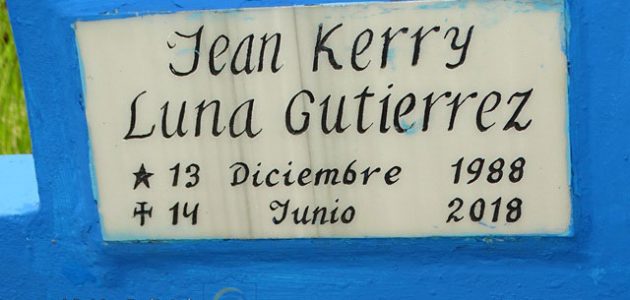 Jean Kerry
Luna Gutierrez
★ 13 Diciembre 1988
✝ 14 Junio 2018